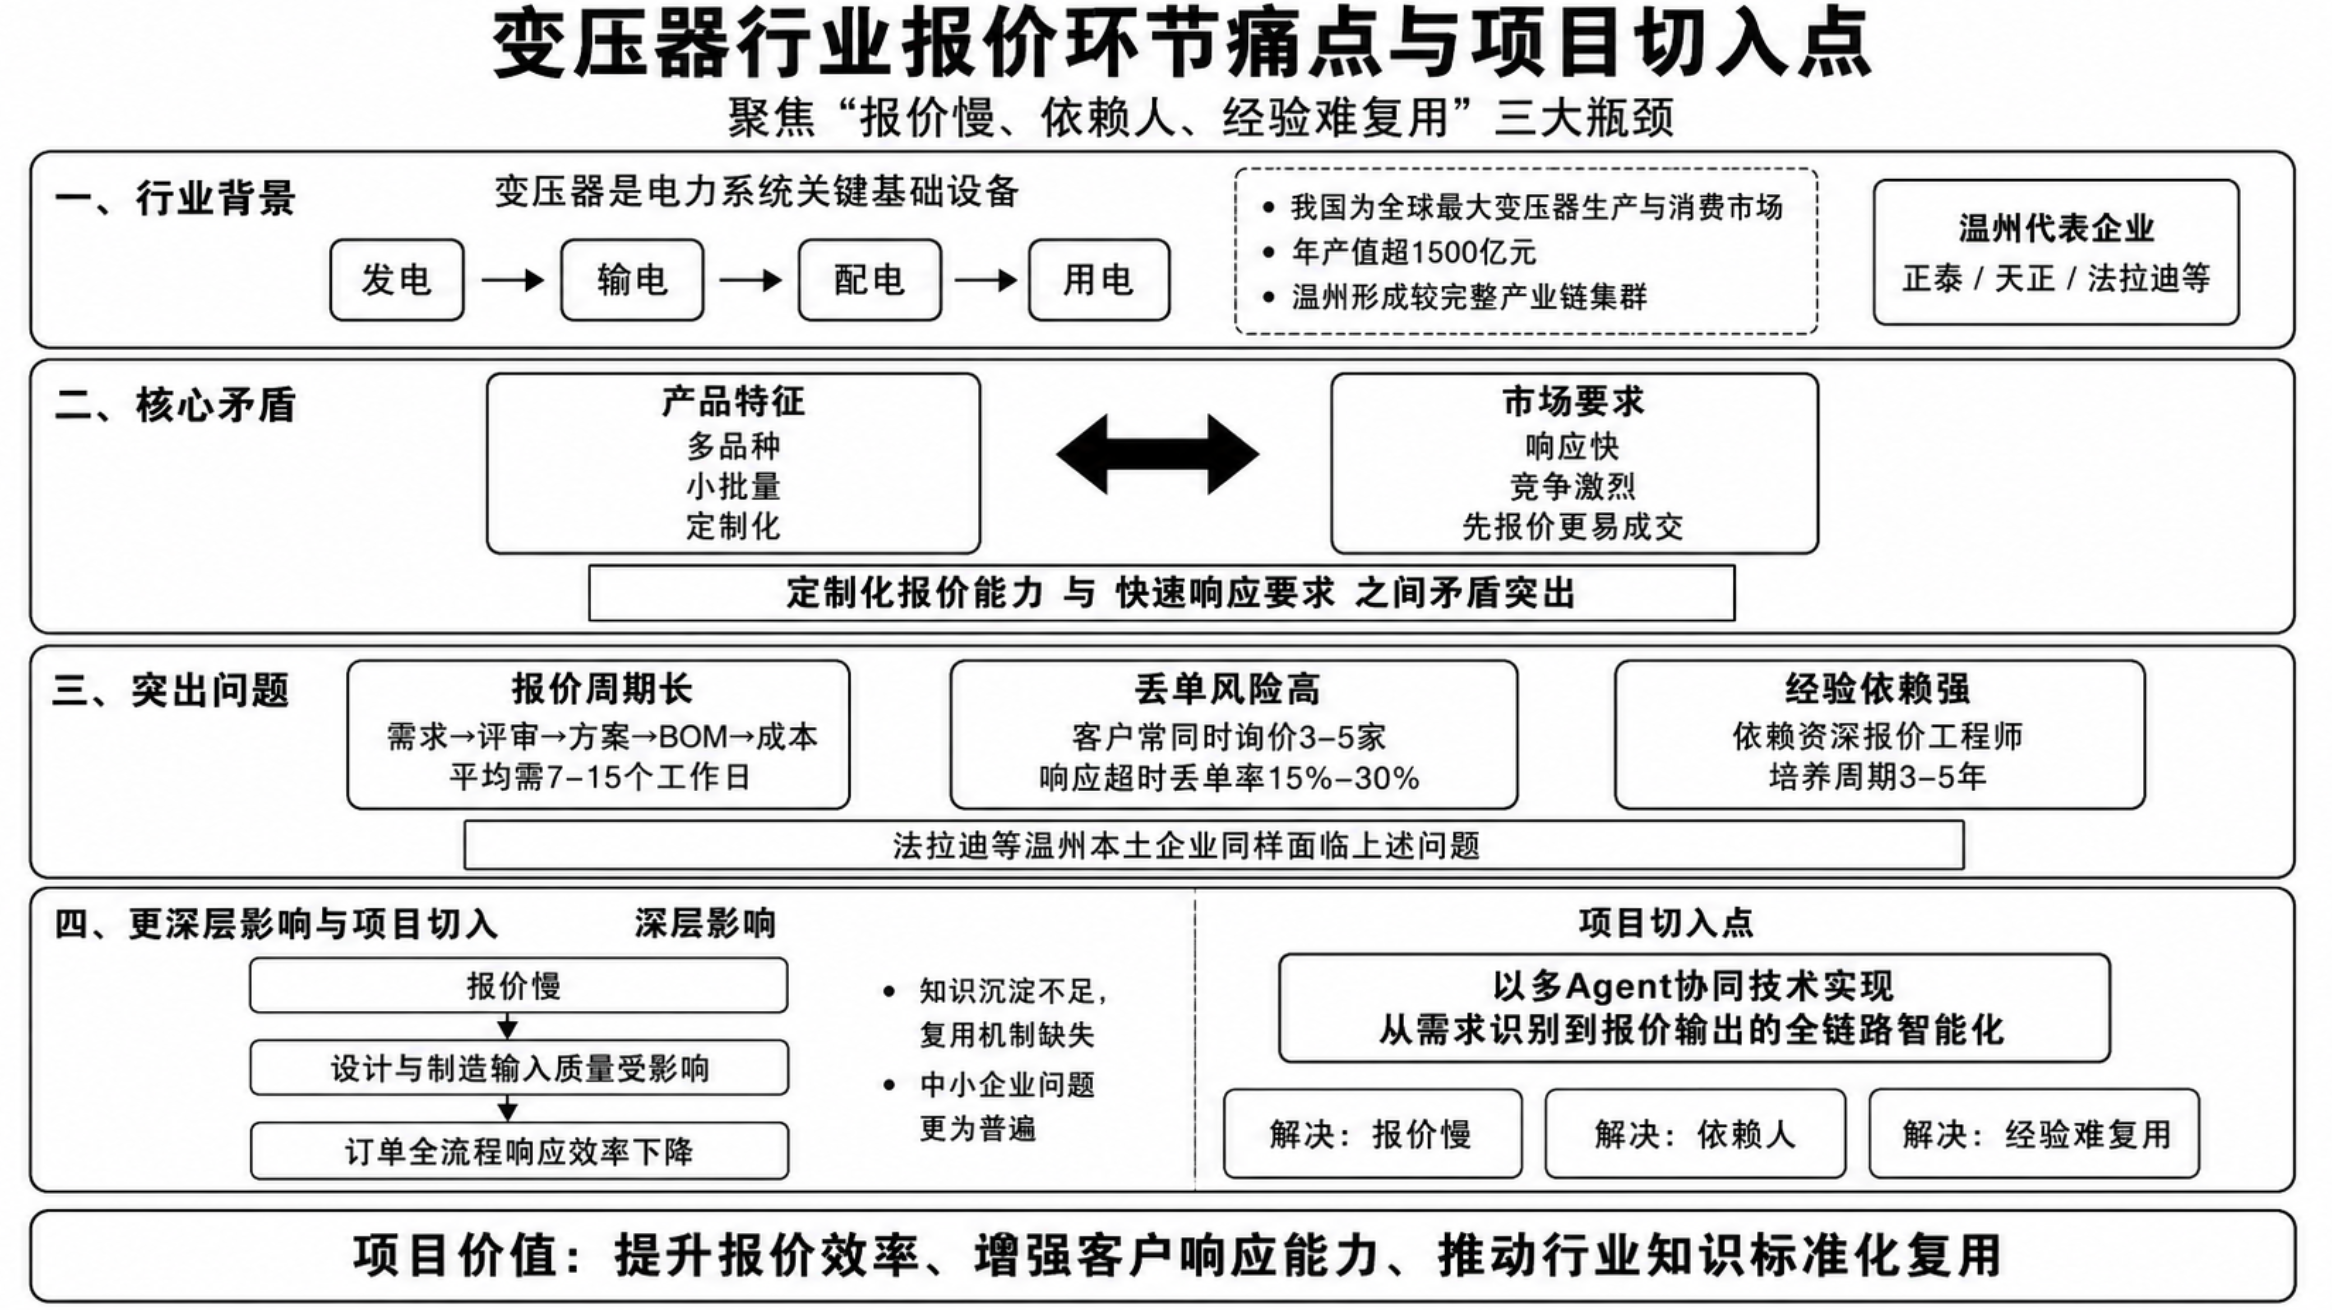 变压器行业报价环节痛点与项目切入点
聚焦“报价慢、依赖人、经验难复用”三大瓶颈
一、行业背景
变压器是电力系统关键基础设备
发电 → 输电 → 配电 → 用电
• 我国为全球最大变压器生产与消费市场
• 年产值超1500亿元
• 温州形成较完整产业链集群
温州代表企业
正泰 / 天正 / 法拉迪等
二、核心矛盾
产品特征
多品种
小批量
定制化
市场要求
响应快
竞争激烈
先报价更易成交
定制化报价能力 与 快速响应要求 之间矛盾突出
三、突出问题
报价周期长
需求→评审→方案→BOM→成本
平均需7-15个工作日
丢单风险高
客户常同时询价3-5家
响应超时丢单率15%-30%
经验依赖强
依赖资深报价工程师
培养周期3-5年
法拉迪等温州本土企业同样面临上述问题
四、更深层影响与项目切入
深层影响
报价慢
设计与制造输入质量受影响
订单全流程响应效率下降
• 知识沉淀不足，
复用机制缺失
• 中小企业问题
更为普遍
项目切入点
以多Agent协同技术实现
从需求识别到报价输出的全链路智能化
解决：报价慢
解决：依赖人
解决：经验难复用
项目价值：提升报价效率、增强客户响应能力、推动行业知识标准化复用